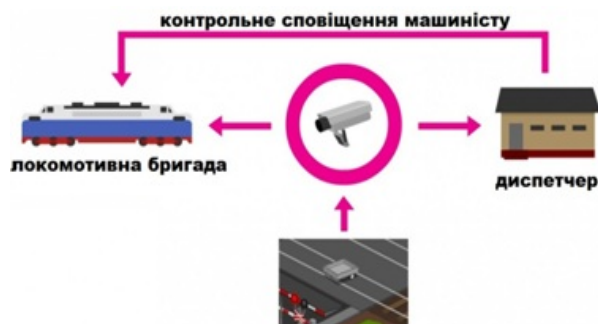 контрольне сповіщення машиністу
локомотивна бригада
диспетчер